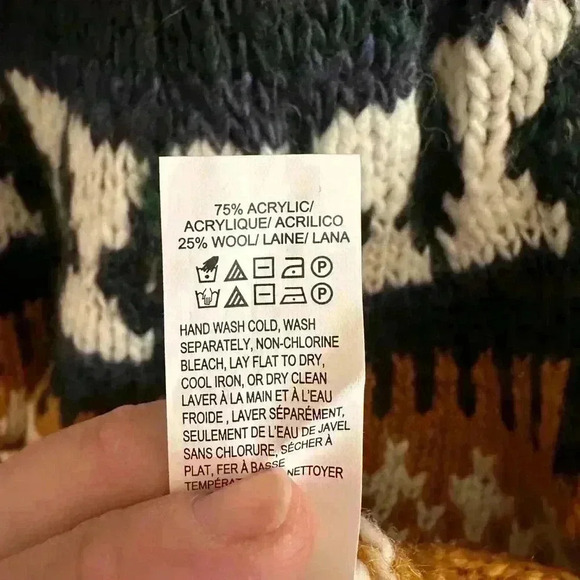 75% ACRYLIC/
ACRYLIQUE/ ACRILICO
25% WOOL/ LAINE/ LANA
P
P
HAND WASH COLD, WASH
SEPARATELY, NON-CHLORINE
BLEACH, LAY FLAT TO DRY,
COOL IRON, OR DRY CLEAN
LAVER À LA MAIN ET À L'EAU
FROIDE , LAVER SÉPARÉMENT,
SEULEMENT DE L'EAU DE JAVEL
SANS CHLORURE, SÉCHER À
PLAT, FER À BASSE
NETTOYER